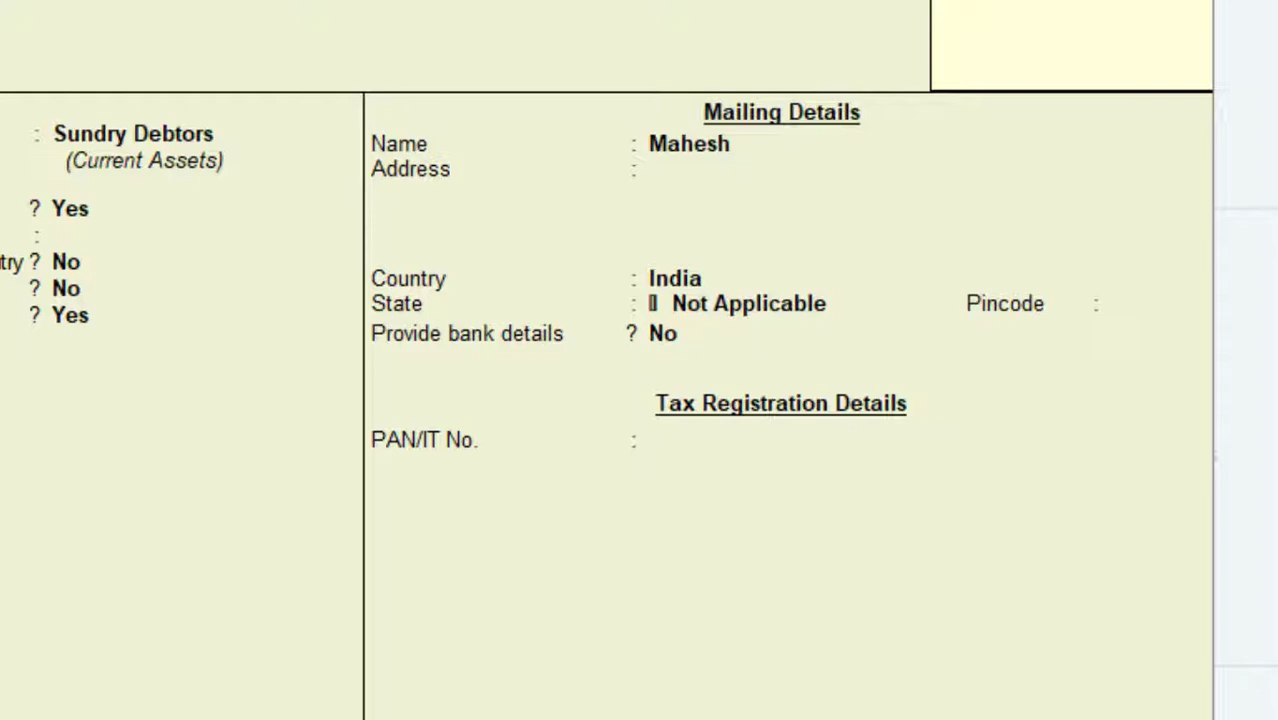 : Sundry Debtors
(Current Assets)
? Yes
:
try ? No
? No
? Yes
Mailing Details
Name : Mahesh
Address :
Country : India
State : Not Applicable Pincode :
Provide bank details ? No
Tax Registration Details
PAN/IT No. :